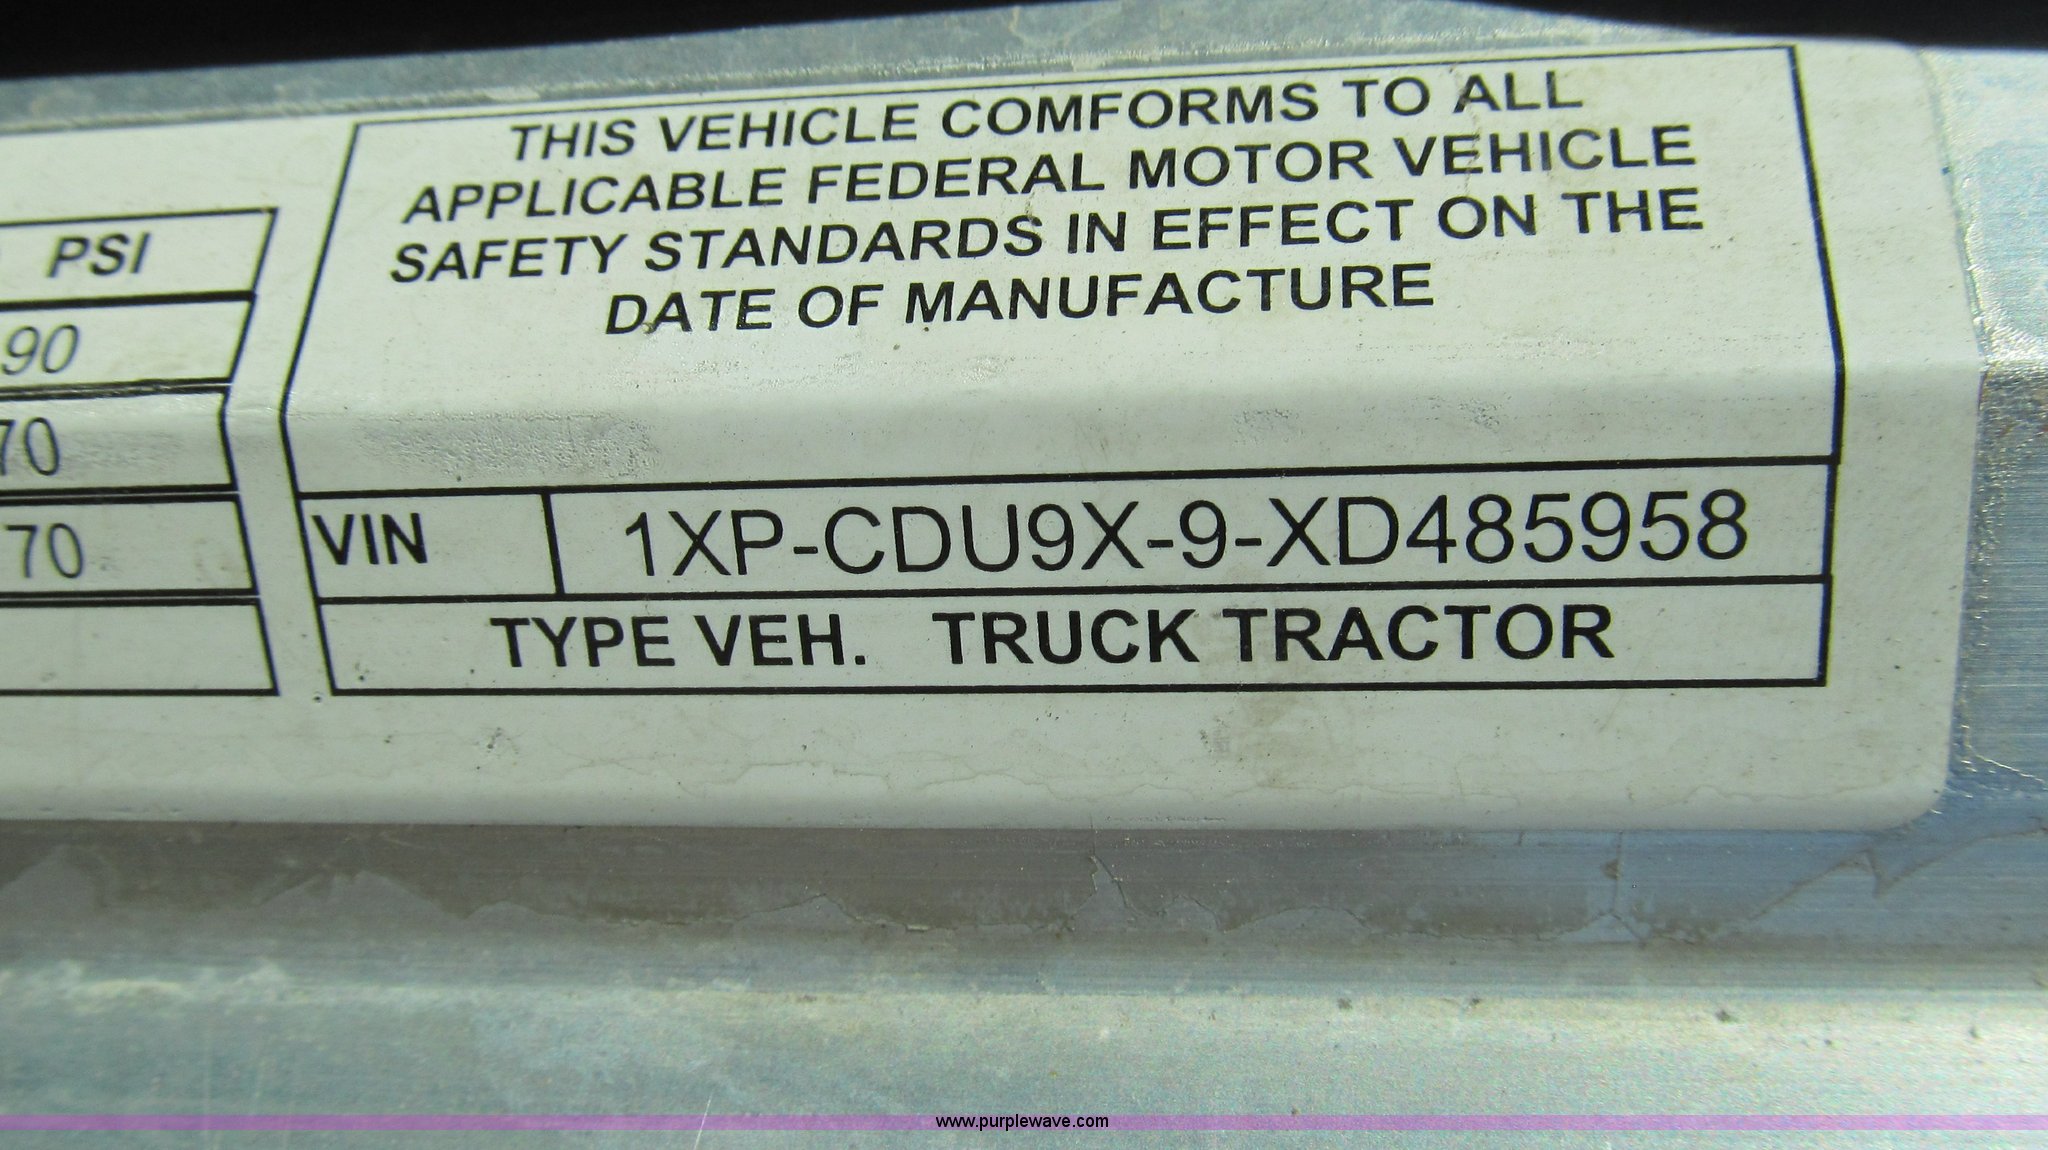 THIS VEHICLE COMFORMS TO ALL
APPLICABLE FEDERAL MOTOR VEHICLE
SAFETY STANDARDS IN EFFECT ON THE
DATE OF MANUFACTURE
PSI
90
70
70
VIN 1XP-CDU9X-9-XD485958
TYPE VEH. TRUCK TRACTOR
www.purplewave.com